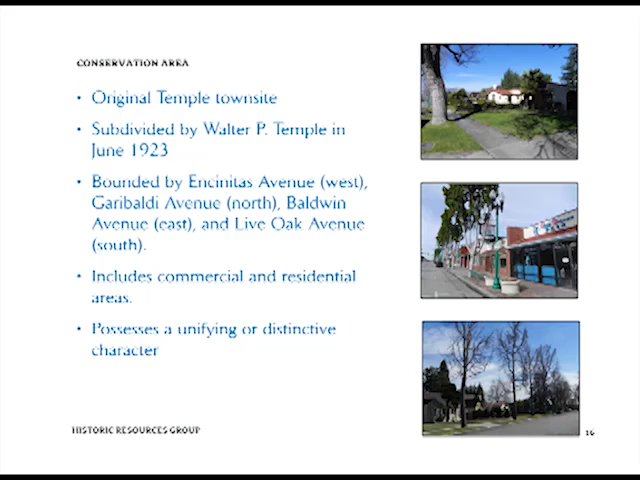 CONSERVATION AREA
• Original Temple townsite
• Subdivided by Walter P. Temple in
June 1923
• Bounded by Encinitas Avenue (west),
Garibaldi Avenue (north), Baldwin
Avenue (east), and Live Oak Avenue
(south).
• Includes commercial and residential
areas.
• Possesses a unifying or distinctive
character
HISTORIC RESOURCES GROUP
16